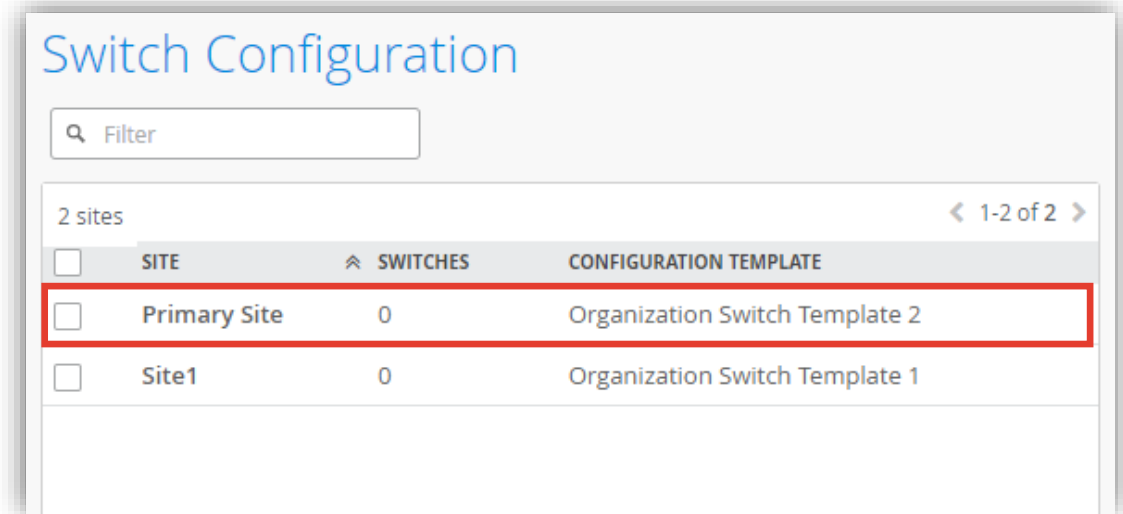 Switch Configuration
Filter
2 sites 1-2 of 2
SITE SWITCHES CONFIGURATION TEMPLATE
Primary Site 0 Organization Switch Template 2
Site1 0 Organization Switch Template 1